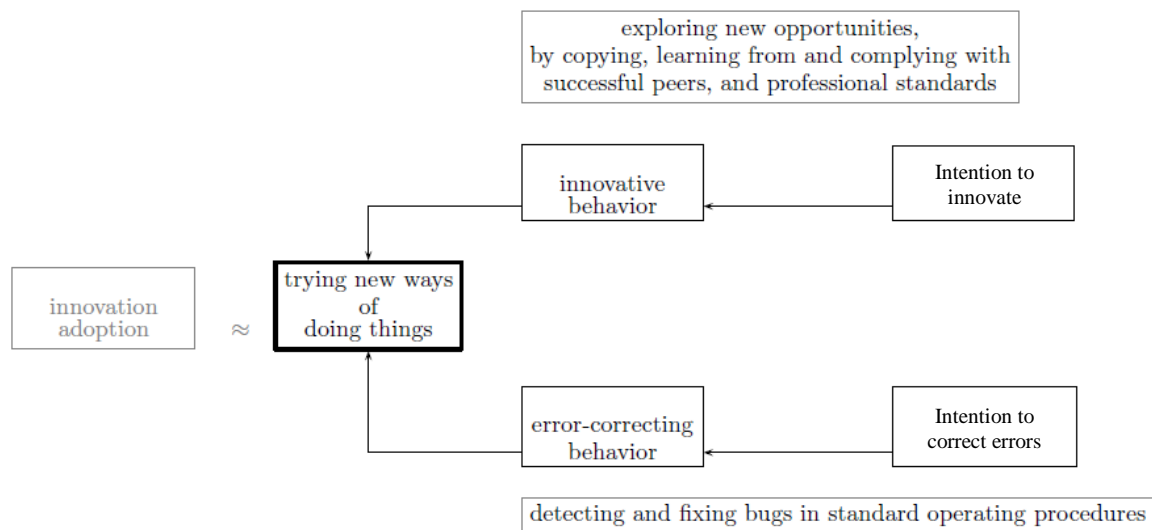 exploring new opportunities,
by copying, learning from and complying with
successful peers, and professional standards
innovative
behavior
Intention to
innovate
innovation
adoption
≈
trying new ways
of
doing things
error-correcting
behavior
Intention to
correct errors
detecting and fixing bugs in standard operating procedures